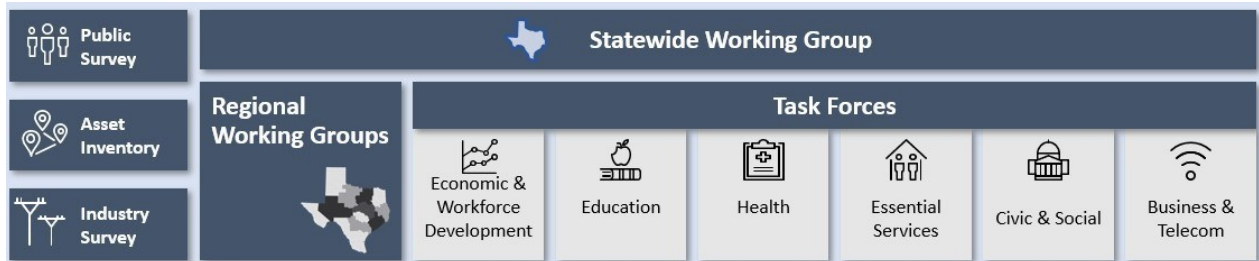 Public
Survey
Asset
Inventory
Industry
Survey
Statewide Working Group
Regional
Working Groups
Task Forces
Economic &
Workforce
Development
Education
Health
Essential
Services
Civic & Social
Business &
Telecom